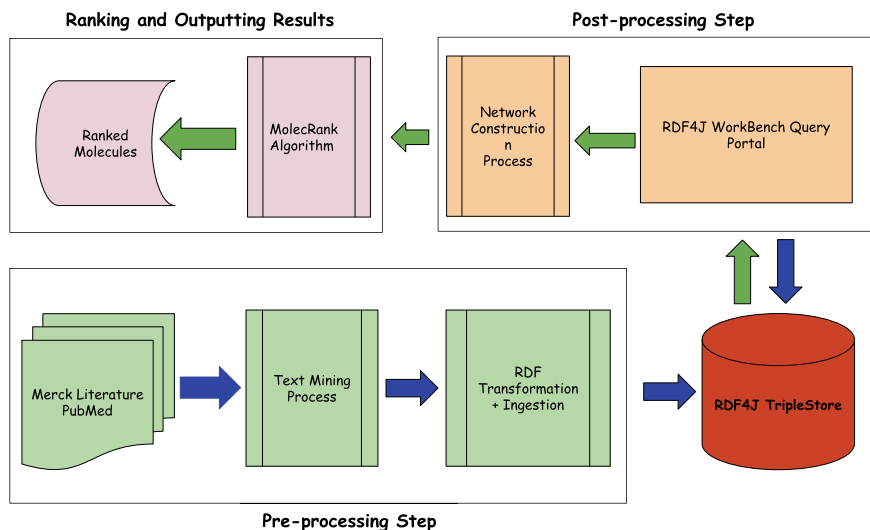 Ranking and Outputting Results
Post-processing Step
Ranked
Molecules
MolecRank
Algorithm
Network
Constructio
n
Process
RDF4J WorkBench Query
Portal
Merck Literature
PubMed
Text Mining
Process
RDF
Transformation
+ Ingestion
RDF4J TripleStore
Pre-processing Step